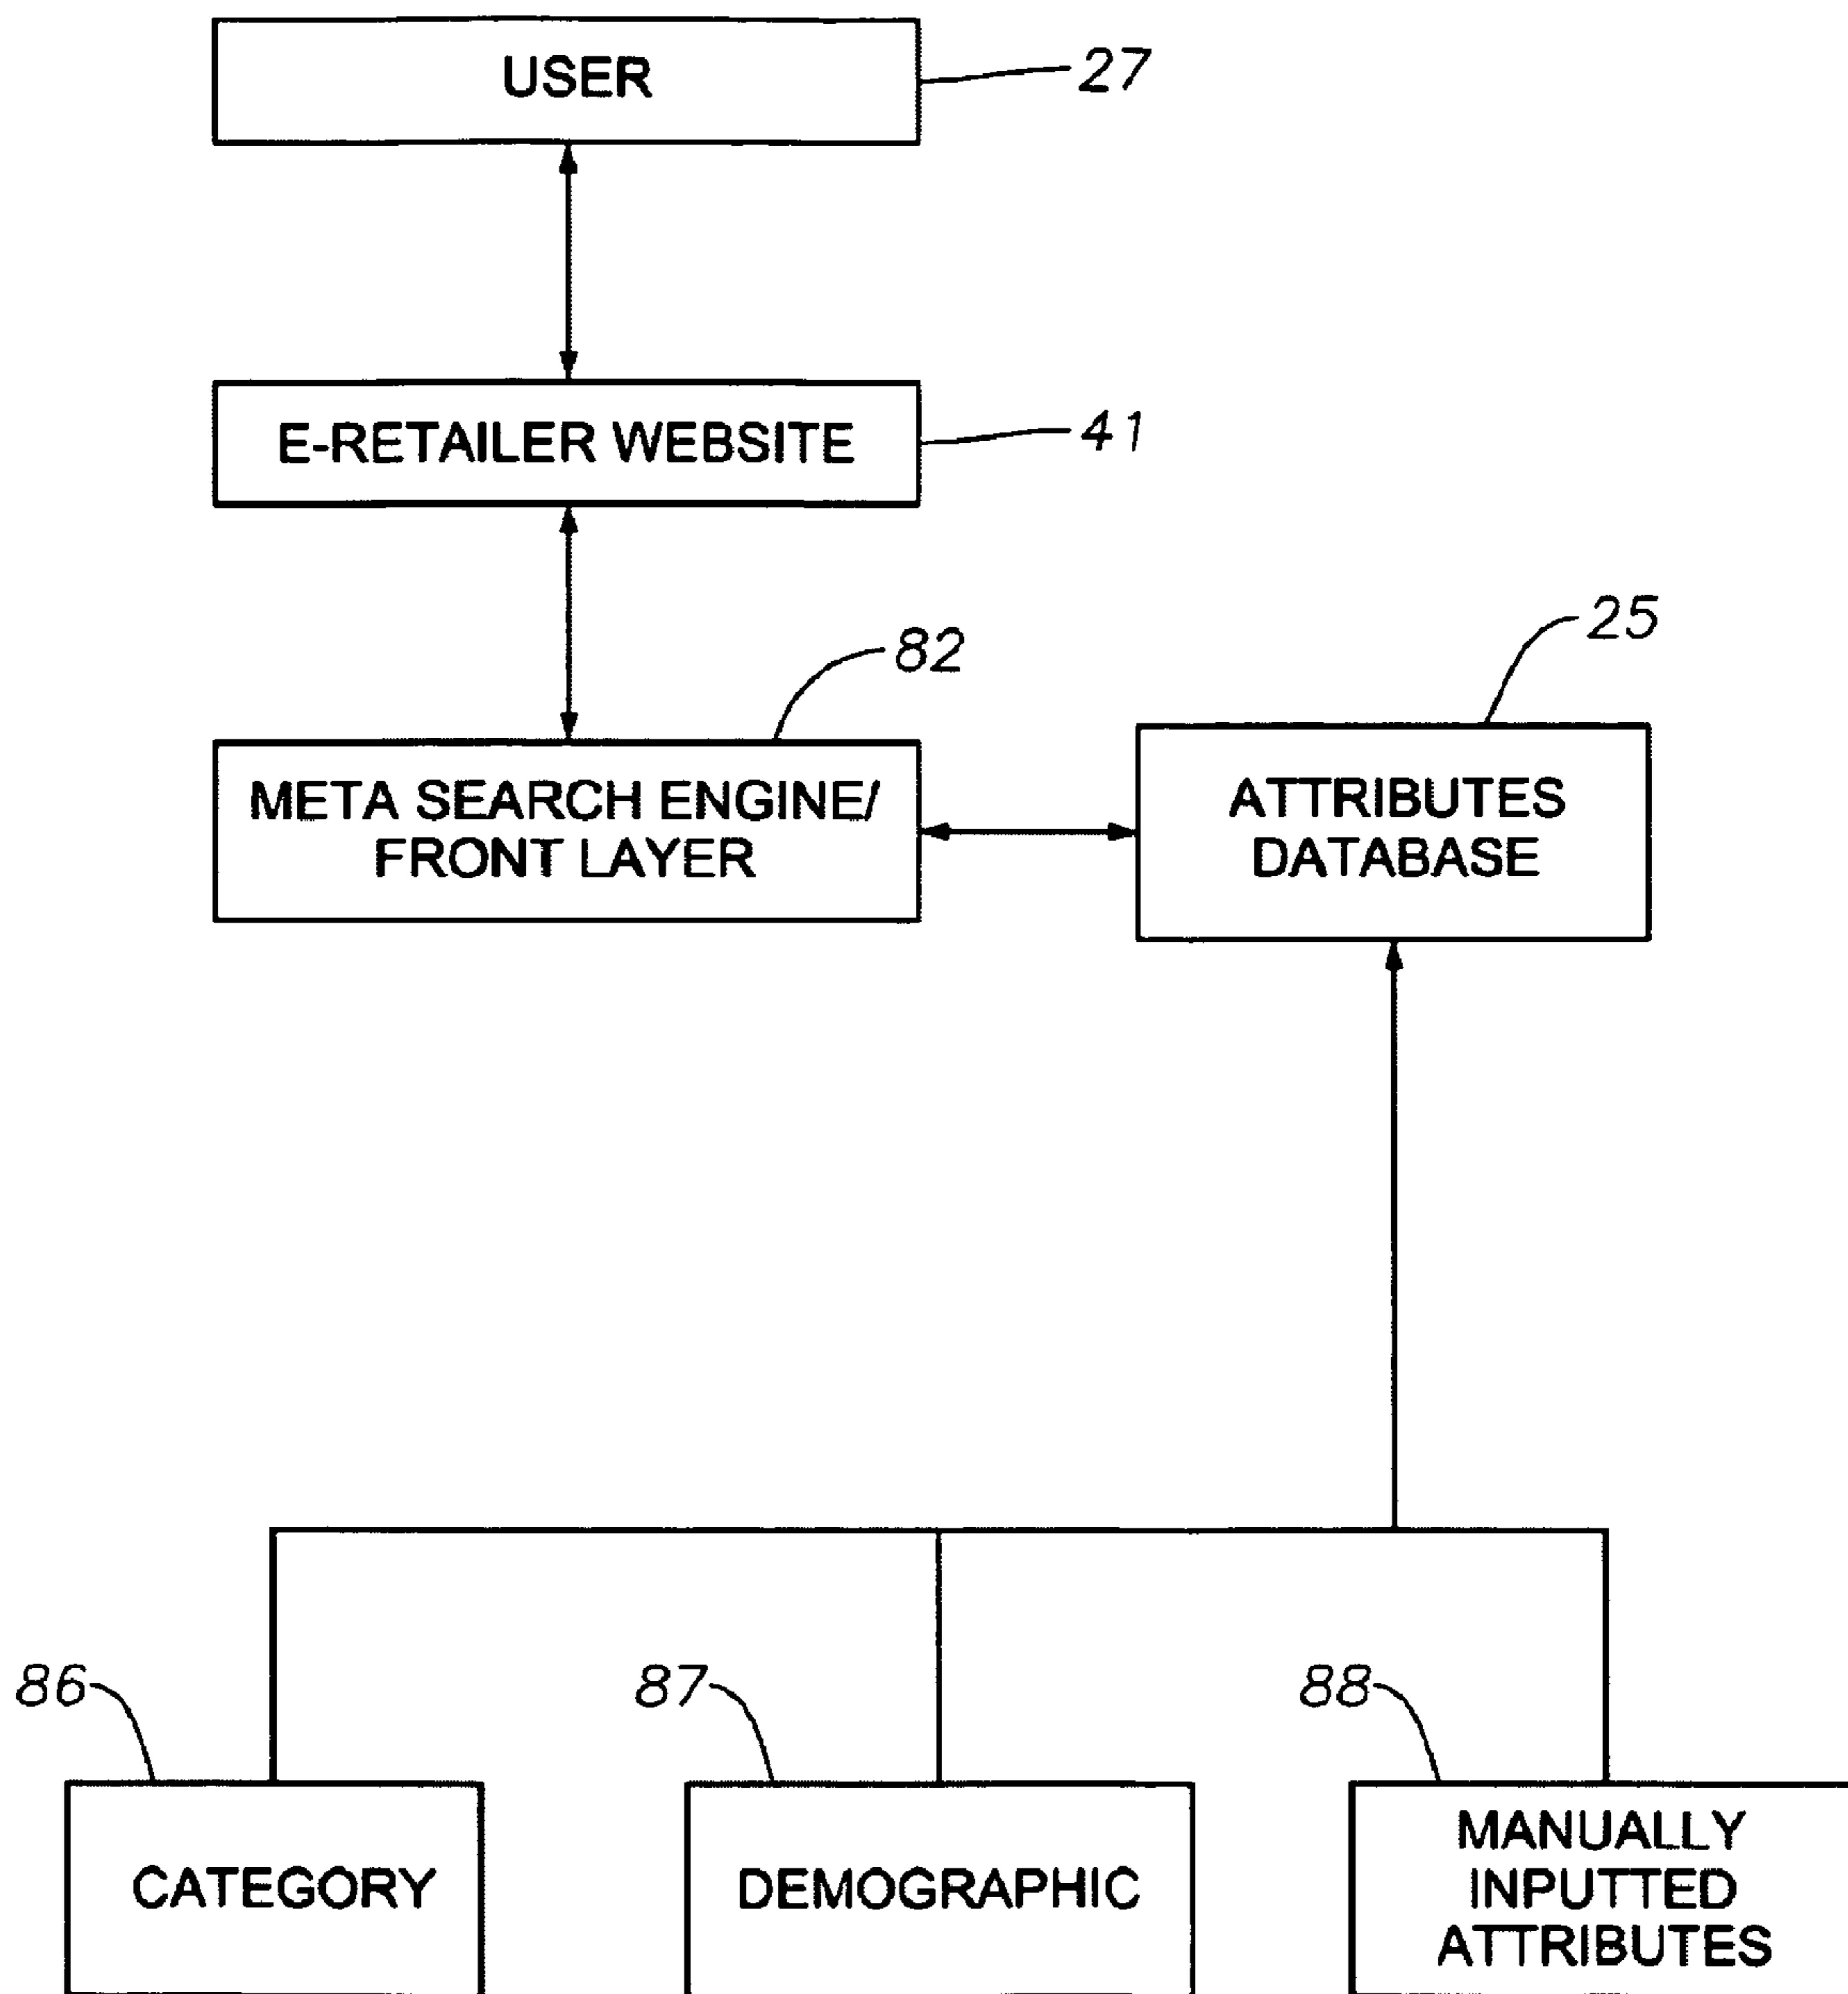 USER
27
E-RETAILER WEBSITE
41
82
25
META SEARCH ENGINE/
FRONT LAYER
ATTRIBUTES
DATABASE
86
87
88
CATEGORY
DEMOGRAPHIC
MANUALLY
INPUTTED
ATTRIBUTES